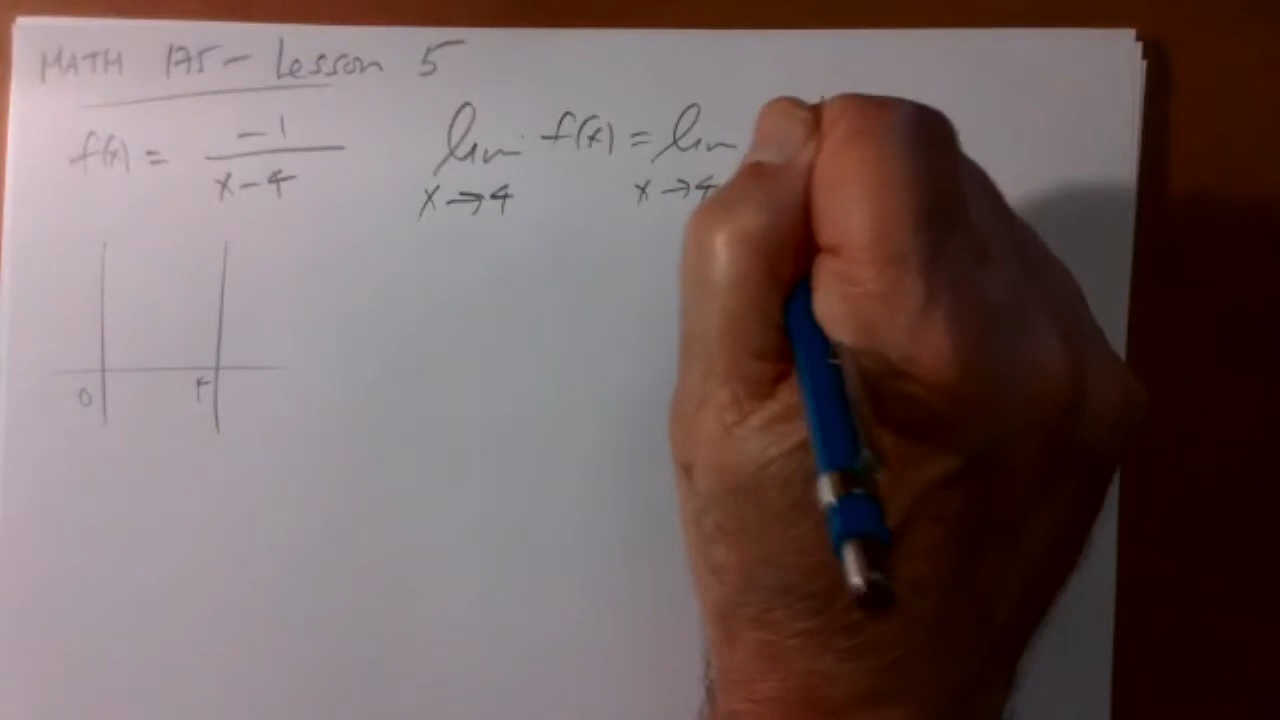 MATH 175 - Lesson 5
f(x) = -1 / x-4
lim x→4 f(x) = lim x→4
0 4